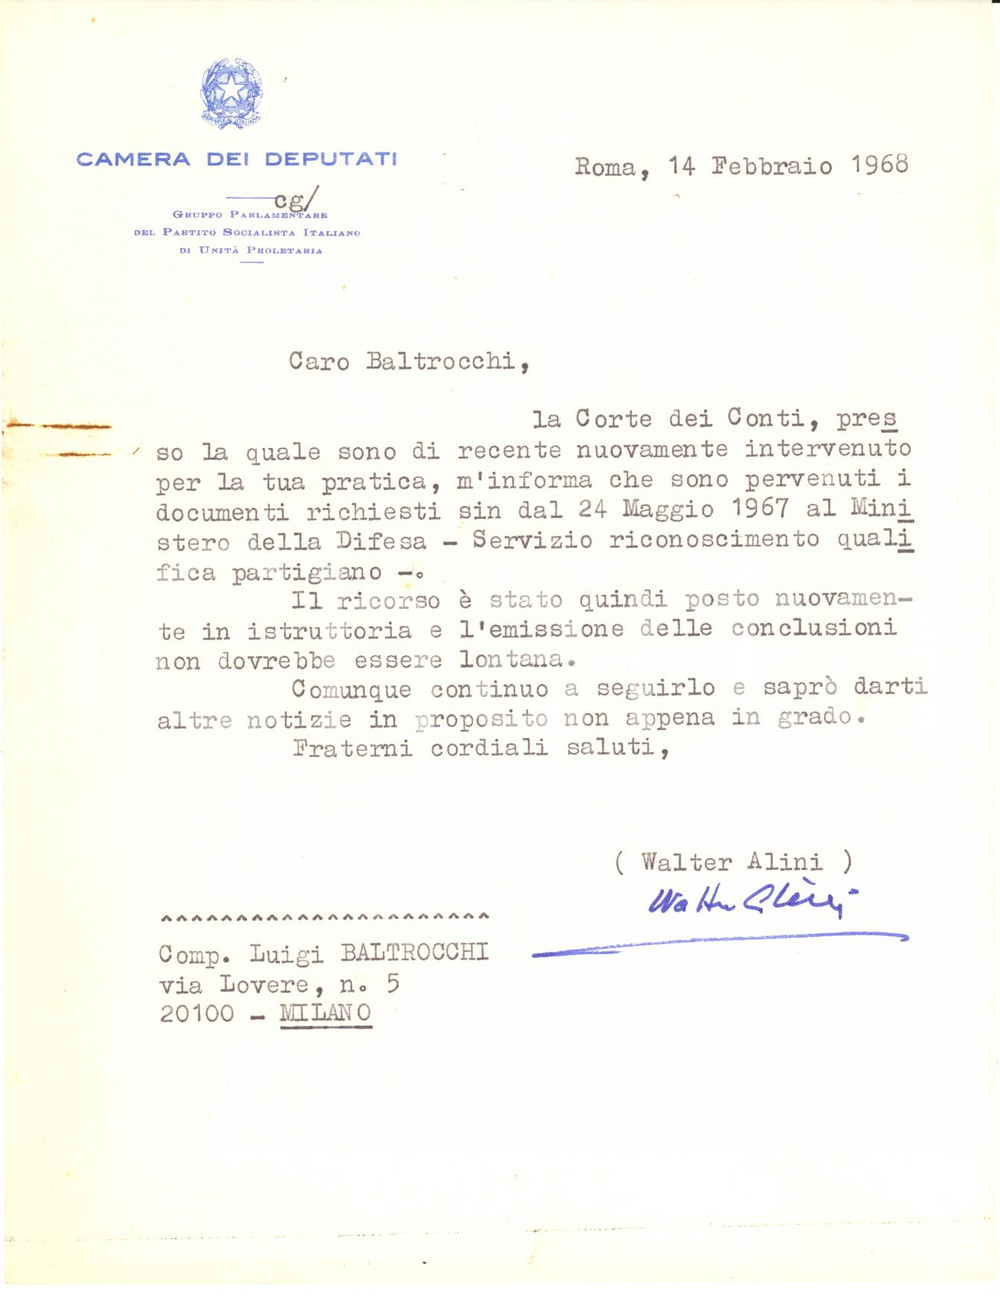 CAMERA DEI DEPUTATI
Roma, 14 Febbraio 1968
cg/
Gruppo Parlamentare
del Partito Socialista Italiano
di Unità Proletaria
Caro Baltrocchi,
la Corte dei Conti, pres
so la quale sono di recente nuovamente intervenuto
per la tua pratica, m'informa che sono pervenuti i
documenti richiesti sin dal 24 Maggio 1967 al Mini
stero della Difesa - Servizio riconoscimento quali
fica partigiano -.
Il ricorso è stato quindi posto nuovamen-
te in istruttoria e l'emissione delle conclusioni
non dovrebbe essere lontana.
Comunque continuo a seguirlo e saprò darti
altre notizie in proposito non appena in grado.
Fraterni cordiali saluti,
( Walter Alini )
Walter Alini
^^^^^^^^^^^^^^^^^^^^^^
Comp. Luigi BALTROCCHI
via Lovere, n. 5
20100 - MILANO